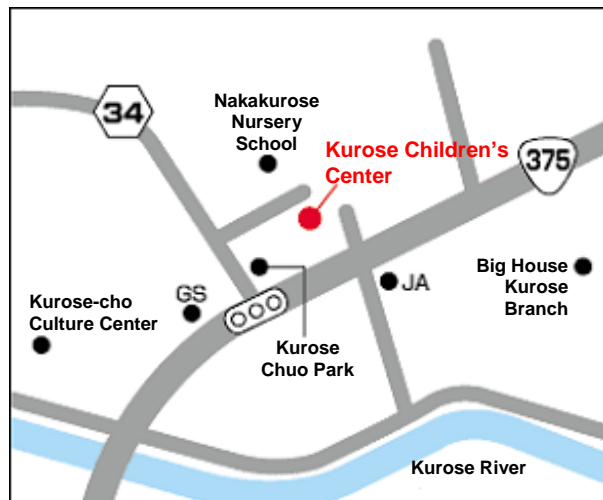 34
Nakakurose
Nursery
School
Kurose Children's
Center
375
Kurose-cho
Culture Center
GS
JA
Big House
Kurose
Branch
Kurose
Chuo Park
Kurose River